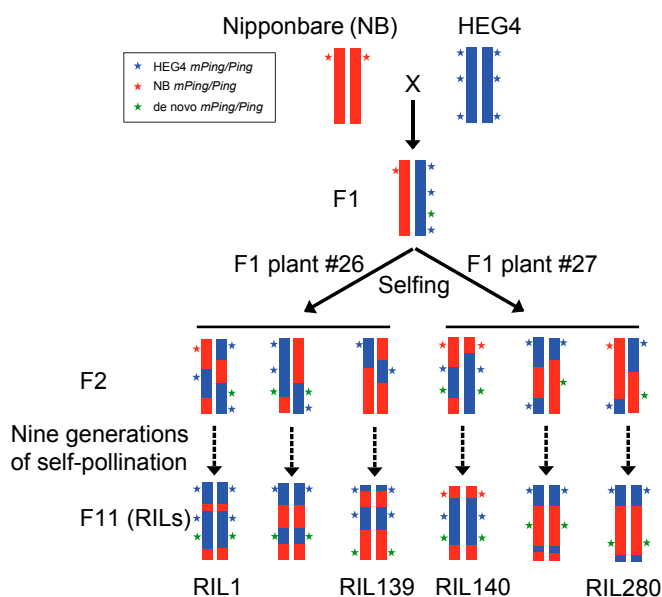 Nipponbare (NB)
HEG4
HEG4 mPing/Ping
NB mPing/Ping
de novo mPing/Ping
X
F1
F1 plant #26
F1 plant #27
Selfing
F2
Nine generations
of self-pollination
F11 (RILs)
RIL1
RIL139
RIL140
RIL280